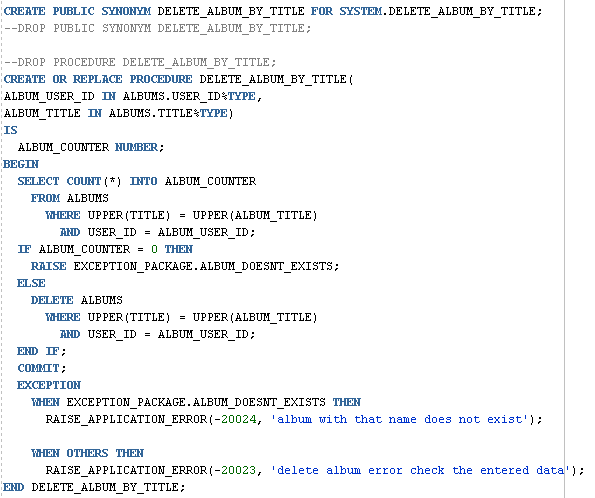 CREATE PUBLIC SYNONYM DELETE_ALBUM_BY_TITLE FOR SYSTEM.DELETE_ALBUM_BY_TITLE;
--DROP PUBLIC SYNONYM DELETE_ALBUM_BY_TITLE;

--DROP PROCEDURE DELETE_ALBUM_BY_TITLE;
CREATE OR REPLACE PROCEDURE DELETE_ALBUM_BY_TITLE(
ALBUM_USER_ID IN ALBUMS.USER_ID%TYPE,
ALBUM_TITLE IN ALBUMS.TITLE%TYPE)
IS
  ALBUM_COUNTER NUMBER;
BEGIN
  SELECT COUNT(*) INTO ALBUM_COUNTER
    FROM ALBUMS
      WHERE UPPER(TITLE) = UPPER(ALBUM_TITLE)
        AND USER_ID = ALBUM_USER_ID;
  IF ALBUM_COUNTER = 0 THEN
    RAISE EXCEPTION_PACKAGE.ALBUM_DOESNT_EXISTS;
  ELSE
    DELETE ALBUMS
      WHERE UPPER(TITLE) = UPPER(ALBUM_TITLE)
        AND USER_ID = ALBUM_USER_ID;
  END IF;
  COMMIT;
  EXCEPTION
    WHEN EXCEPTION_PACKAGE.ALBUM_DOESNT_EXISTS THEN
      RAISE_APPLICATION_ERROR(-20024, 'album with that name does not exist');

    WHEN OTHERS THEN
      RAISE_APPLICATION_ERROR(-20023, 'delete album error check the entered data');
END DELETE_ALBUM_BY_TITLE;